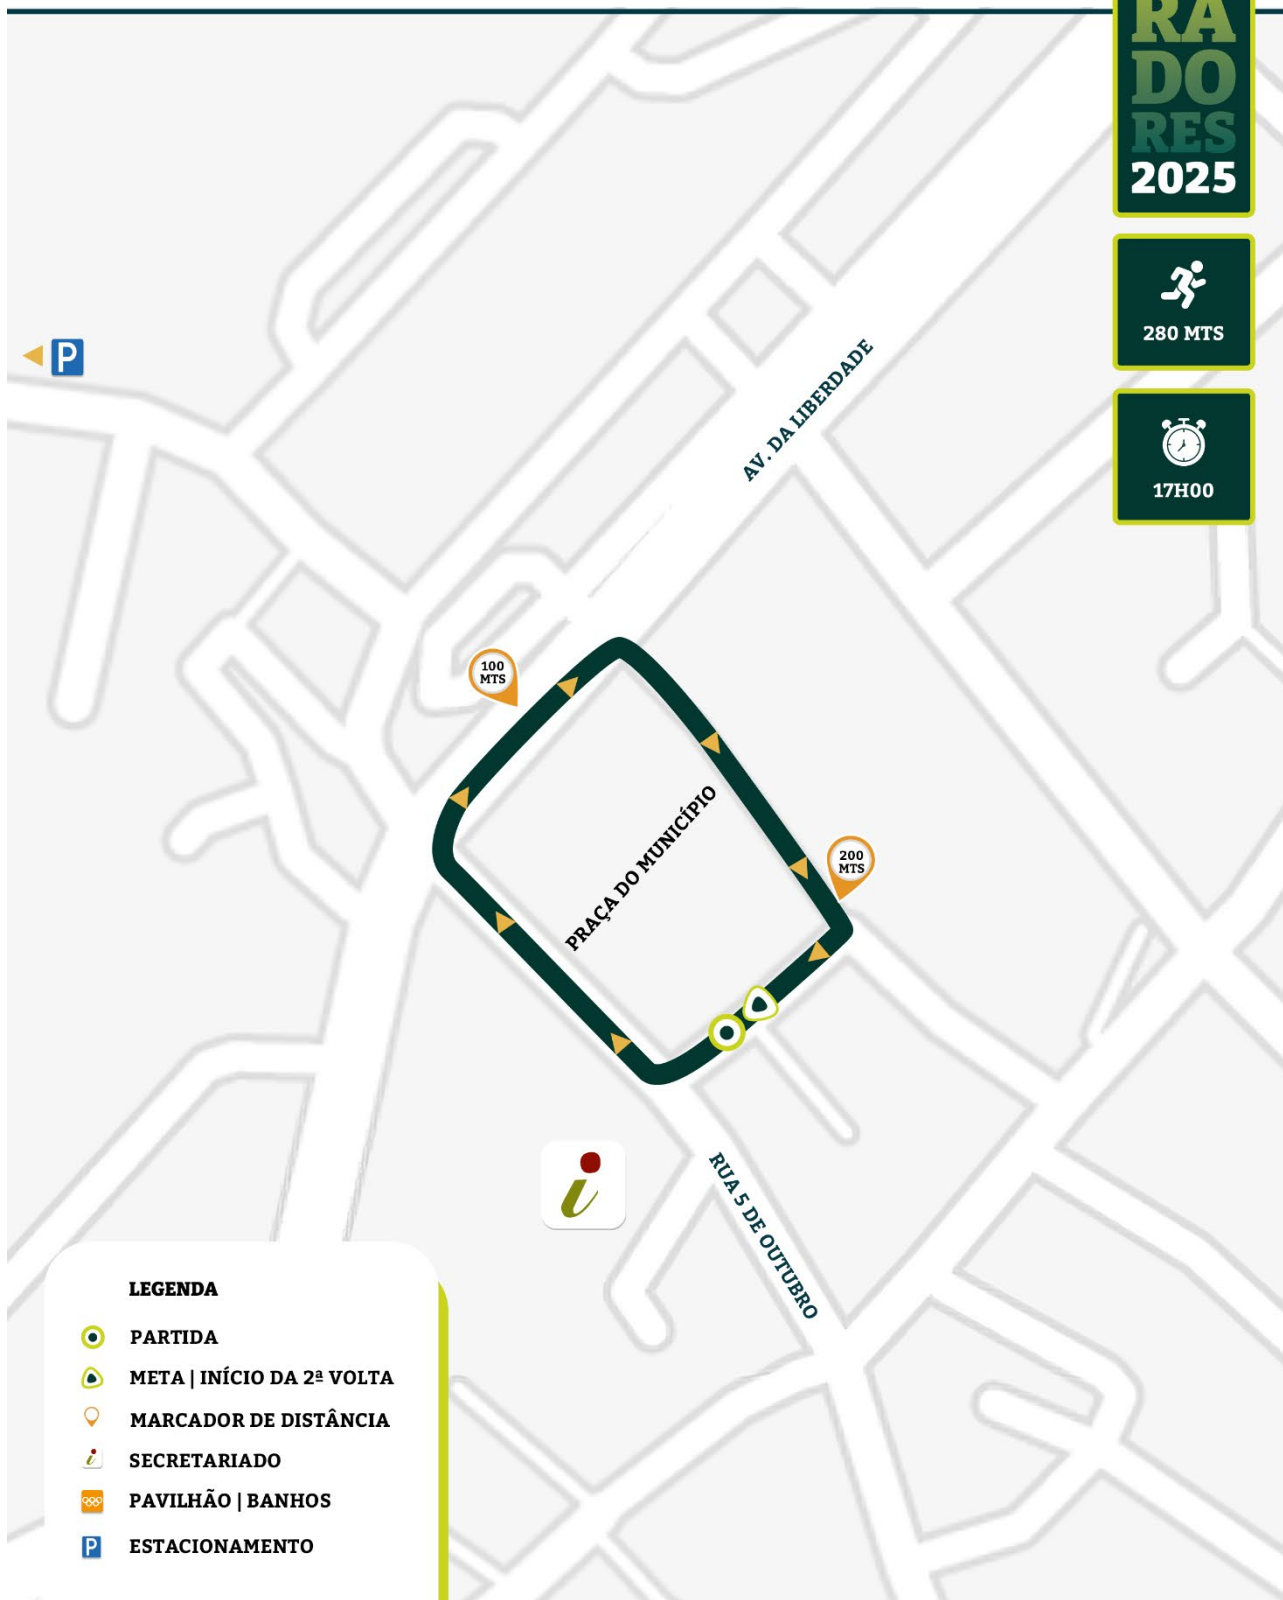 RA
DO
RES
2025
280 MTS
17H00
P
AV. DA LIBERDADE
100
MTS
PRAÇA DO MUNICÍPIO
200
MTS
i
RUA 5 DE OUTUBRO
LEGENDA
PARTIDA
META | INÍCIO DA 2ª VOLTA
MARCADOR DE DISTÂNCIA
i SECRETARIADO
PAVILHÃO | BANHOS
P ESTACIONAMENTO